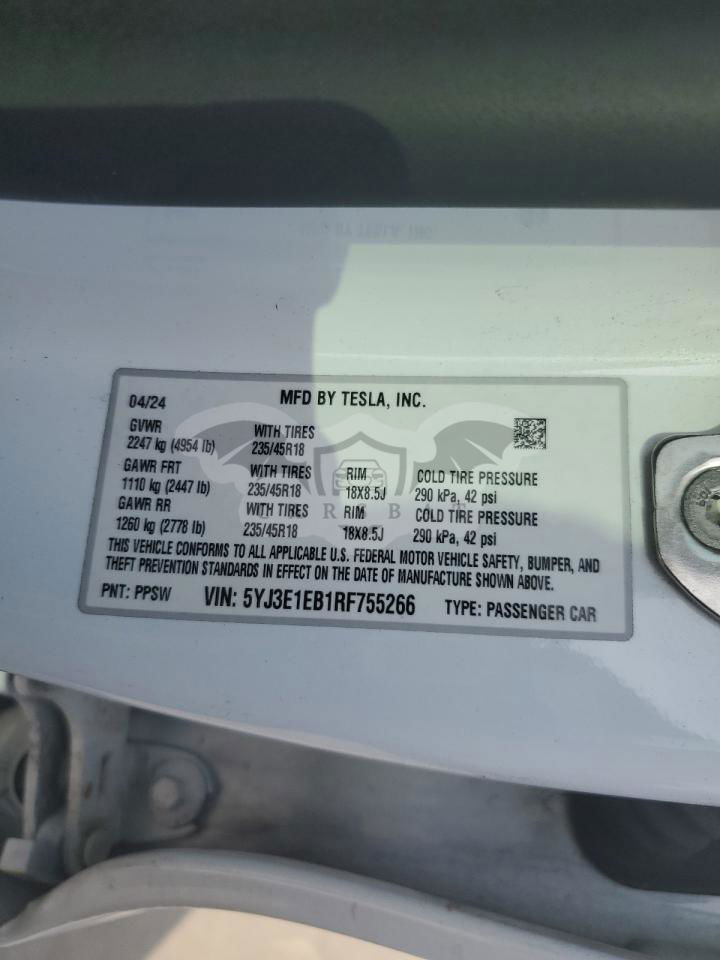 04/24 MFD BY TESLA, INC.
GVWR WITH TIRES
2247 kg (4954 lb) 235/45R18
GAWR FRT WITH TIRES RIM COLD TIRE PRESSURE
1110 kg (2447 lb) 235/45R18 18X8.5J 290 kPa, 42 psi
GAWR RR WITH TIRES RIM COLD TIRE PRESSURE
1260 kg (2778 lb) 235/45R18 18X8.5J 290 kPa, 42 psi
THIS VEHICLE CONFORMS TO ALL APPLICABLE U.S. FEDERAL MOTOR VEHICLE SAFETY, BUMPER, AND
THEFT PREVENTION STANDARDS IN EFFECT ON THE DATE OF MANUFACTURE SHOWN ABOVE.
PNT: PPSW VIN: 5YJ3E1EB1RF755266 TYPE: PASSENGER CAR